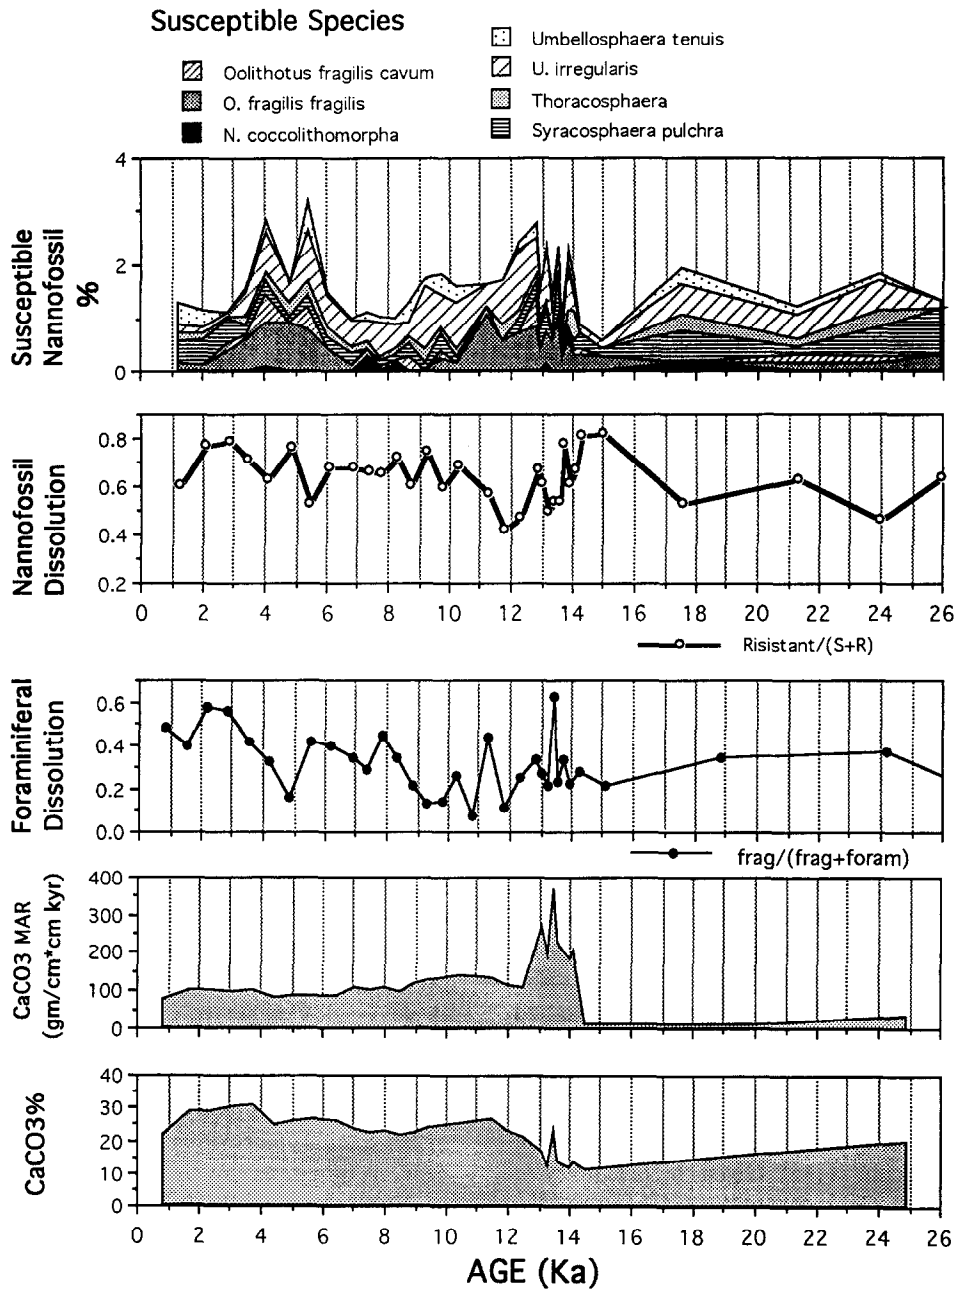 Susceptible Species
Oolithotus fragilis cavum
O. fragilis fragilis
N. coccolithomorpha
Umbellosphaera tenuis
U. irregularis
Thoracosphaera
Syracosphaera pulchra
Susceptible
Nannofossil
%
4
2
0
Nannofossil
Dissolution
0.8
0.6
0.4
0.2
0 2 4 6 8 10 12 14 16 18 20 22 24 26
Risistant/(S+R)
Foraminiferal
Dissolution
0.6
0.4
0.2
0.0
frag/(frag+foram)
CaCO3 MAR
(gm/cm*cm kyr)
400
300
200
100
0
CaCO3%
40
30
20
10
0
0 2 4 6 8 10 12 14 16 18 20 22 24 26
AGE (Ka)